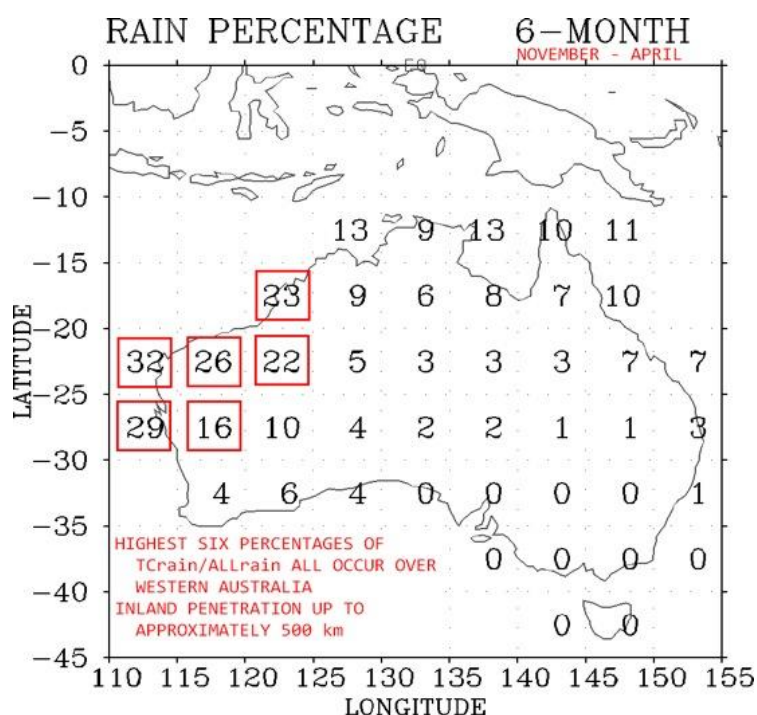 RAIN PERCENTAGE 6-MONTH
NOVEMBER - APRIL
EQ
0
-5
-10
13 9 13 10 11
-15
23 9 6 8 7 10
-20
32 26 22 5 3 3 3 7 7
-25
29 16 10 4 2 2 1 1 3
-30
4 6 4 0 0 0 0 1
-35
HIGHEST SIX PERCENTAGES OF
TCrain/ALLrain ALL OCCUR OVER
WESTERN AUSTRALIA
INLAND PENETRATION UP TO
APPROXIMATELY 500 km
0 0 0 0
-40
0 0
-45
110 115 120 125 130 135 140 145 150 155
LONGITUDE
LATITUDE